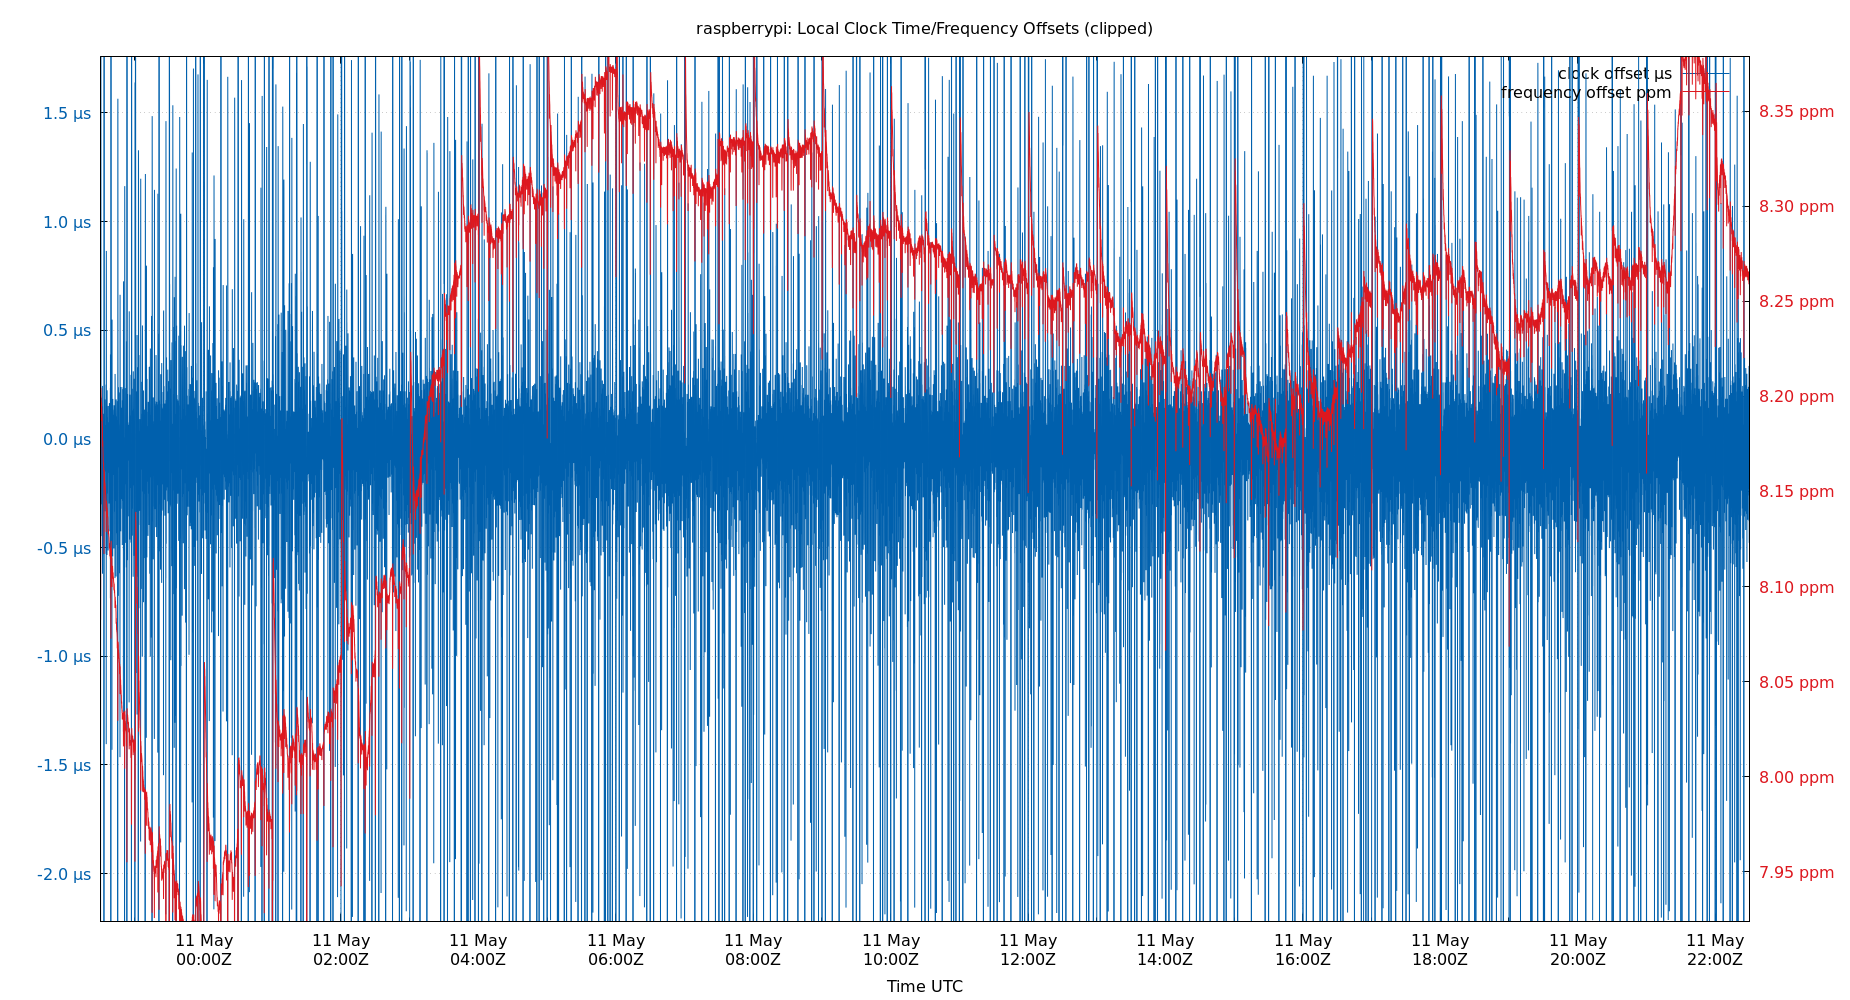 raspberrypi: Local Clock Time/Frequency Offsets (clipped)
clock offset µs
frequency offset ppm
1.5 µs
1.0 µs
0.5 µs
0.0 µs
-0.5 µs
-1.0 µs
-1.5 µs
-2.0 µs
8.35 ppm
8.30 ppm
8.25 ppm
8.20 ppm
8.15 ppm
8.10 ppm
8.05 ppm
8.00 ppm
7.95 ppm
11 May 11 May 11 May 11 May 11 May 11 May 11 May 11 May 11 May 11 May 11 May 11 May
00:00Z 02:00Z 04:00Z 06:00Z 08:00Z 10:00Z 12:00Z 14:00Z 16:00Z 18:00Z 20:00Z 22:00Z
Time UTC